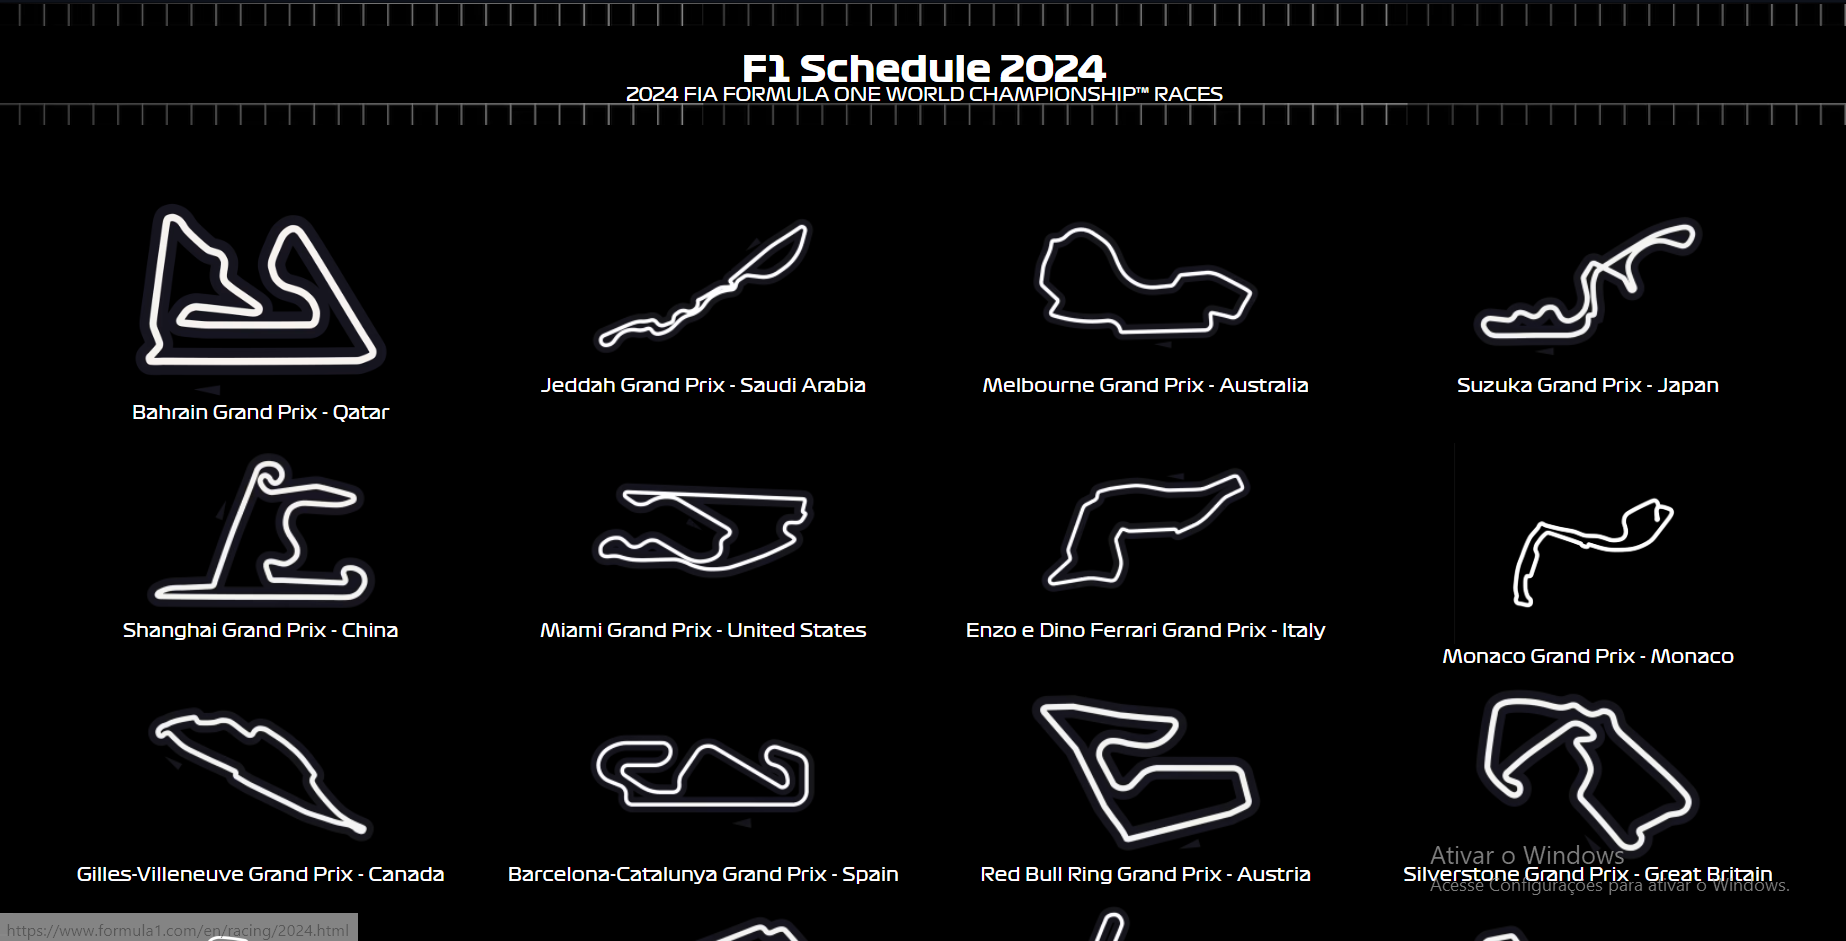 F1 Schedule 2024
2024 FIA FORMULA ONE WORLD CHAMPIONSHIP™ RACES
Bahrain Grand Prix - Qatar
Jeddah Grand Prix - Saudi Arabia
Melbourne Grand Prix - Australia
Suzuka Grand Prix - Japan
Shanghai Grand Prix - China
Miami Grand Prix - United States
Enzo e Dino Ferrari Grand Prix - Italy
Monaco Grand Prix - Monaco
Gilles-Villeneuve Grand Prix - Canada
Barcelona-Catalunya Grand Prix - Spain
Red Bull Ring Grand Prix - Austria
Silverstone Grand Prix - Great Britain
Ativar o Windows
Acesse Configurações para ativar o Windows.
https://www.formula1.com/en/racing/2024.html